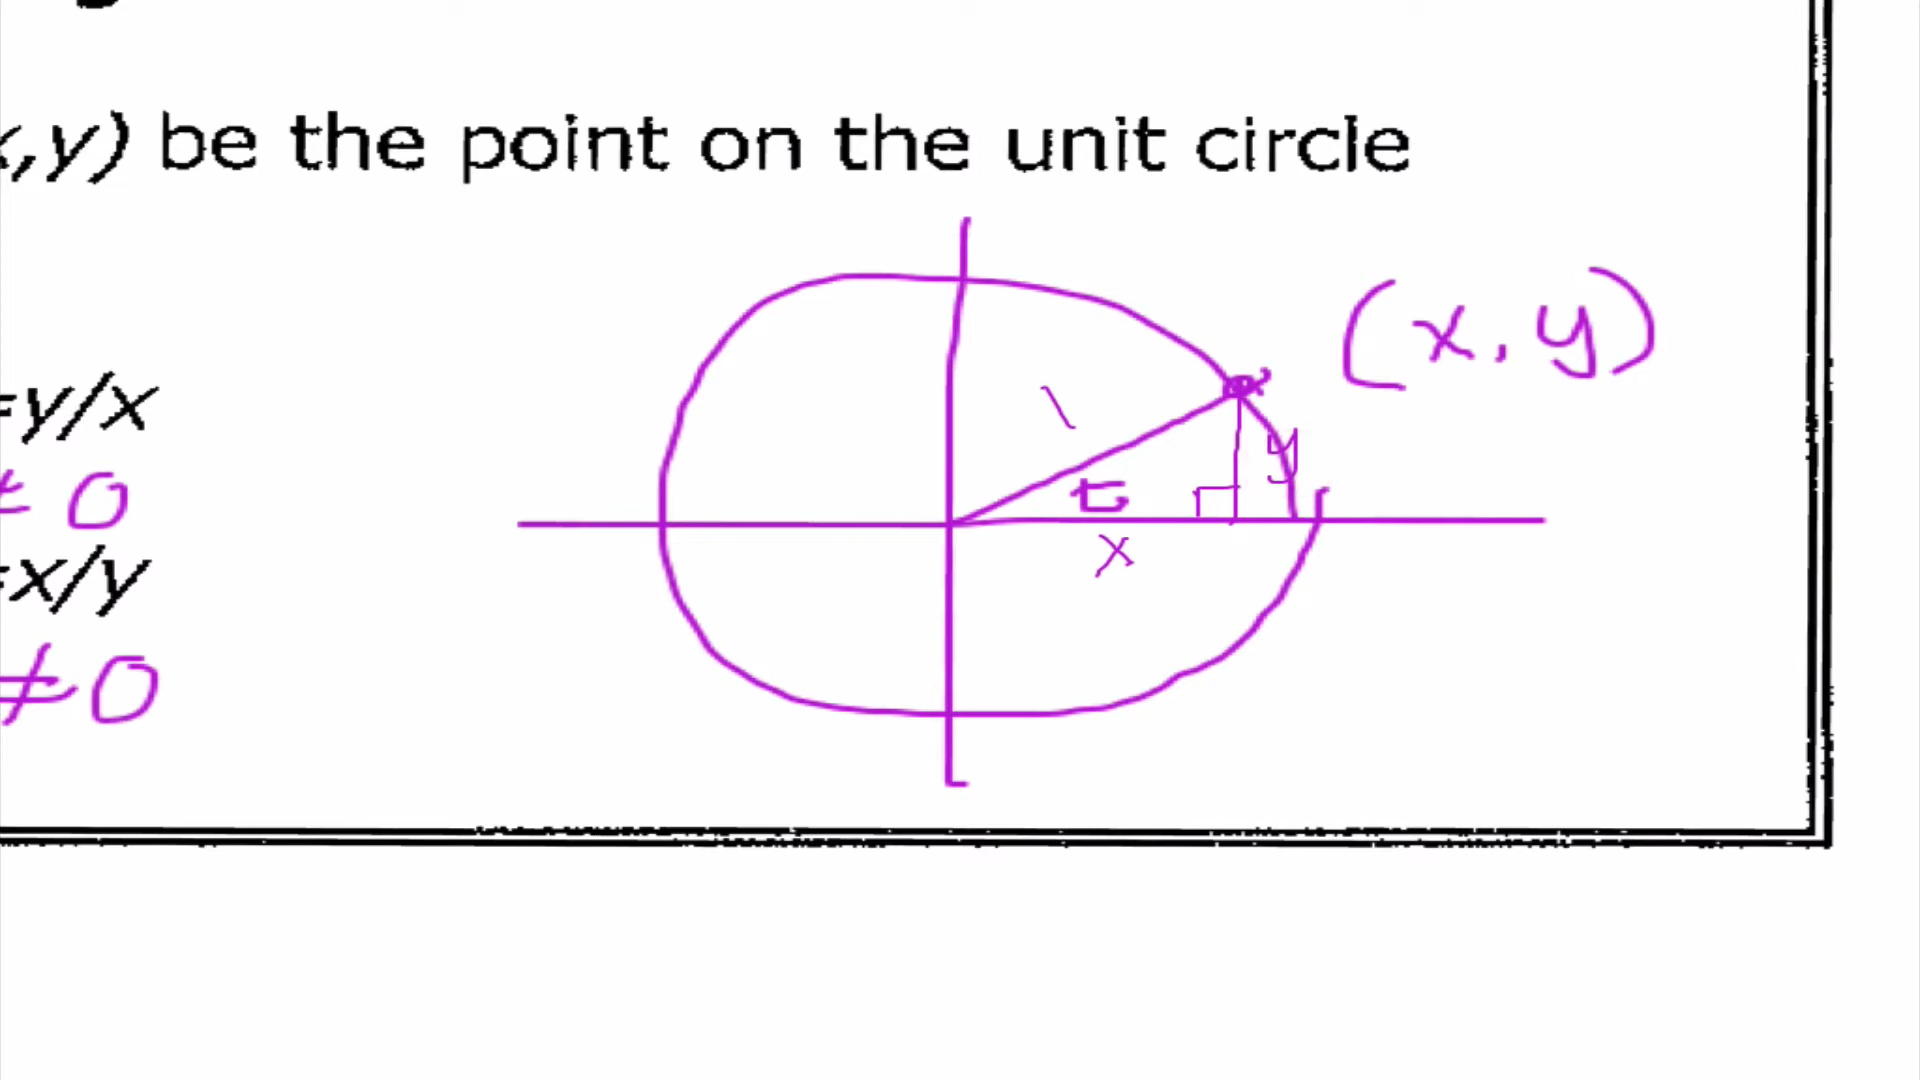 ,y) be the point on the unit circle
(x, y)
1
=y/x
y
≠ 0
t
x
=x/y
≠0